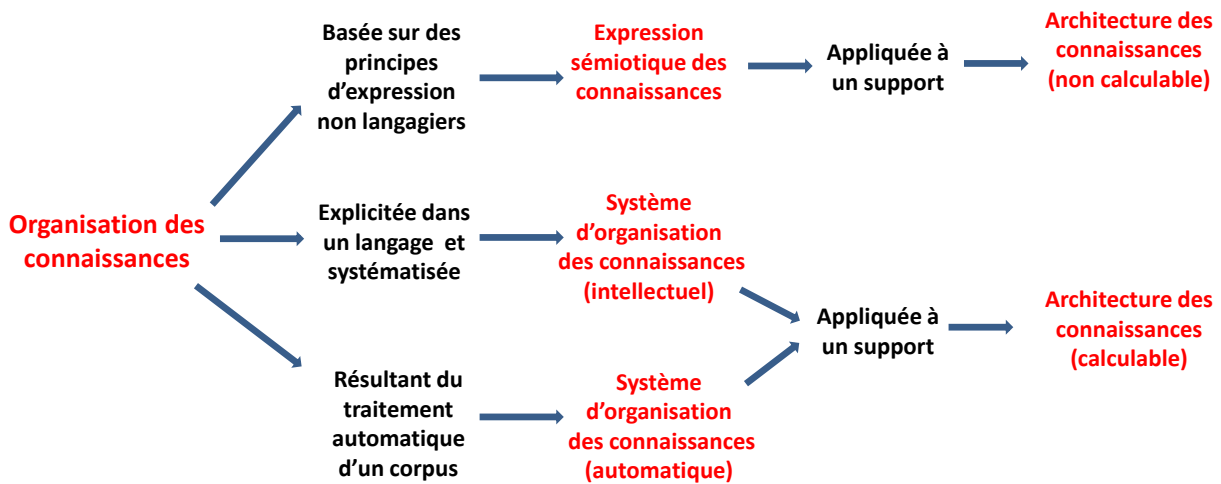 Basée sur des
principes
d'expression
non langagiers
Expression
sémiotique des
connaissances
Appliquée à
un support
Architecture des
connaissances
(non calculable)
Organisation des
connaissances
Explicitée dans
un langage et
systématisée
Système
d'organisation
des connaissances
(intellectuel)
Résultant du
traitement
automatique
d'un corpus
Système
d'organisation
des connaissances
(automatique)
Appliquée à
un support
Architecture des
connaissances
(calculable)